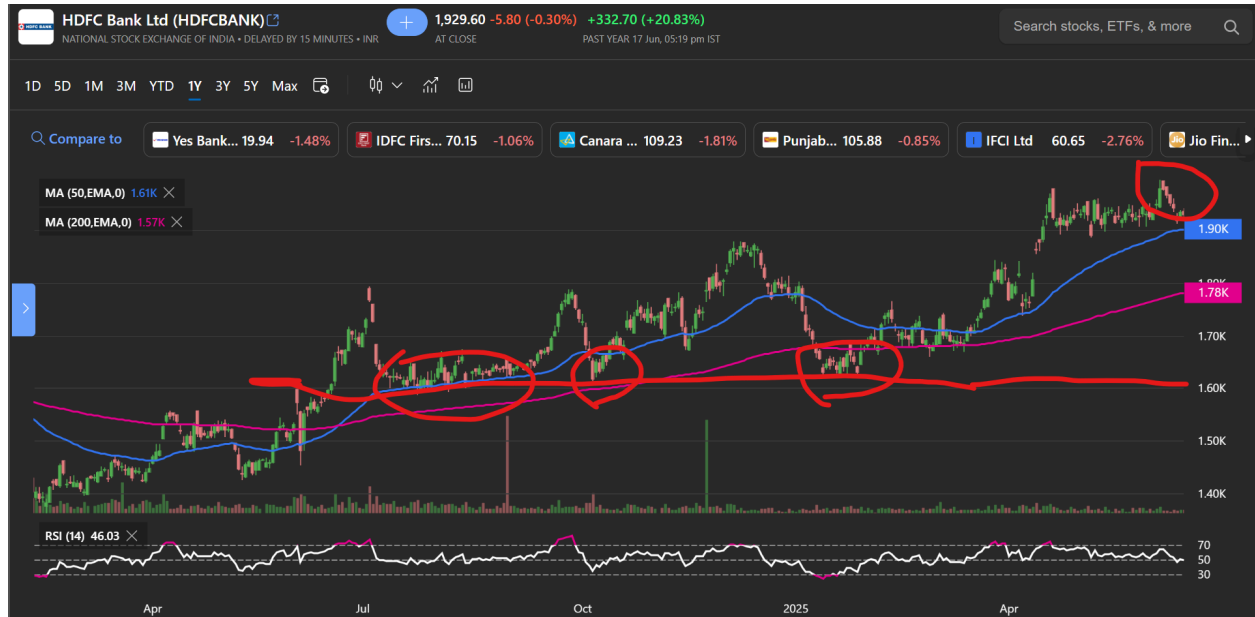 HDFC BANK
HDFC Bank Ltd (HDFCBANK)
NATIONAL STOCK EXCHANGE OF INDIA • DELAYED BY 15 MINUTES • INR
1,929.60 -5.80 (-0.30%) +332.70 (+20.83%)
AT CLOSE PAST YEAR 17 Jun, 05:19 pm IST
Search stocks, ETFs, & more
1D 5D 1M 3M YTD 1Y 3Y 5Y Max
Compare to
Yes Bank... 19.94 -1.48%
IDFC Firs... 70.15 -1.06%
Canara ... 109.23 -1.81%
Punjab... 105.88 -0.85%
IFCI Ltd 60.65 -2.76%
Jio Jio Fin...
MA (50,EMA,0) 1.61K
MA (200,EMA,0) 1.57K
1.90K
1.80K
1.78K
1.70K
1.60K
1.50K
1.40K
RSI (14) 46.03
70
50
30
Apr Jul Oct 2025 Apr